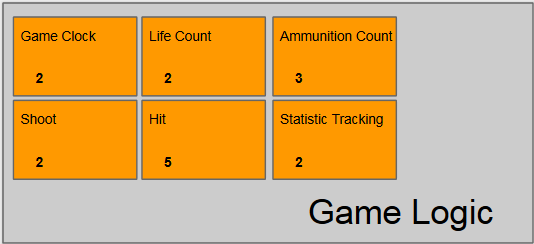 Game Clock
2
Life Count
2
Ammunition Count
3
Shoot
2
Hit
5
Statistic Tracking
2
Game Logic